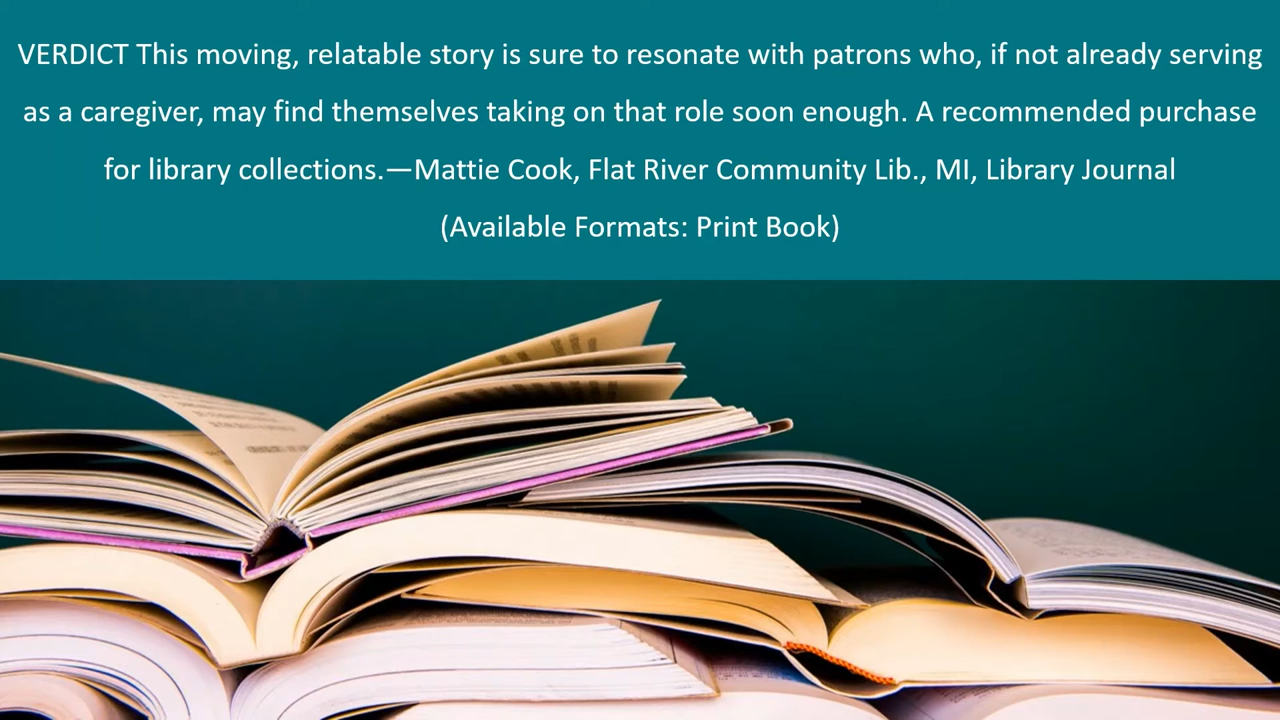 VERDICT This moving, relatable story is sure to resonate with patrons who, if not already serving
as a caregiver, may find themselves taking on that role soon enough. A recommended purchase
for library collections.—Mattie Cook, Flat River Community Lib., MI, Library Journal
(Available Formats: Print Book)